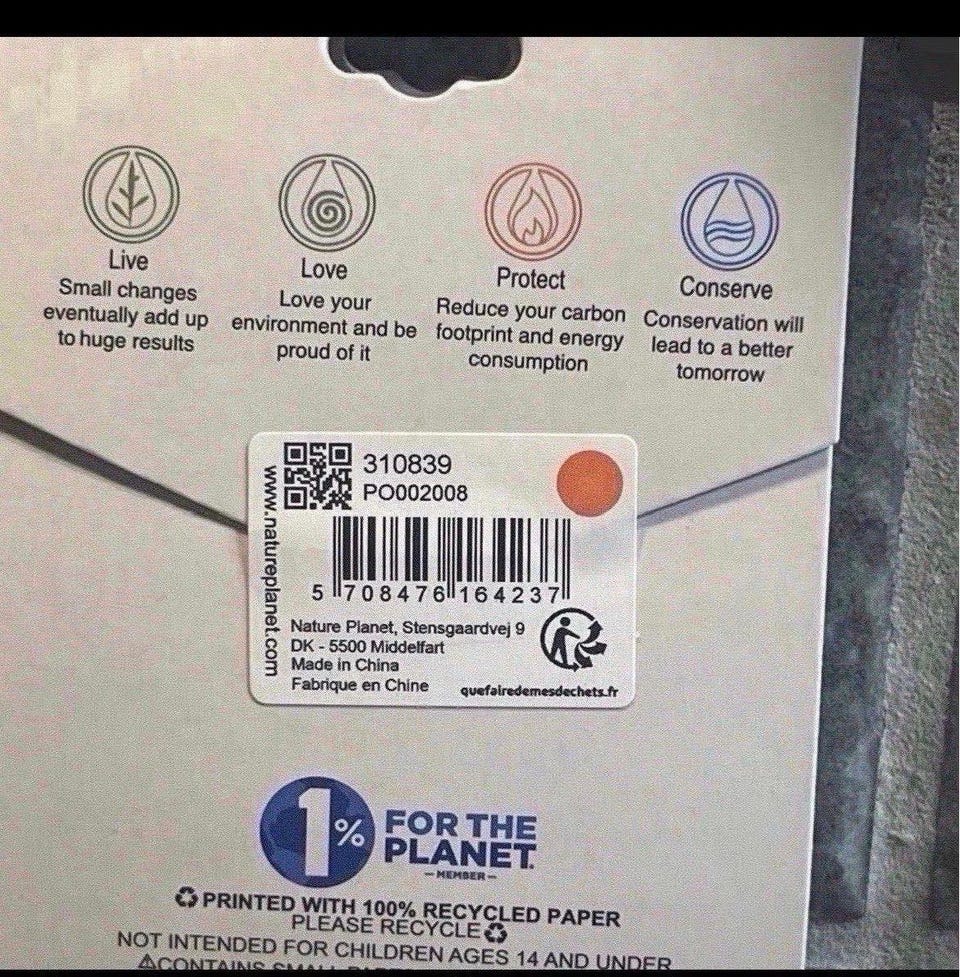 Live
Small changes
eventually add up
to huge results
Love
Love your
environment and be
proud of it
Protect
Reduce your carbon
footprint and energy
consumption
Conserve
Conservation will
lead to a better
tomorrow
www.natureplanet.com
310839
PO002008
5 708476 164237
Nature Planet, Stensgaardvej 9
DK - 5500 Middelfart
Made in China
Fabrique en Chine
quefairedemesdechets.fr
1%
FOR THE
PLANET.
MEMBER
PRINTED WITH 100% RECYCLED PAPER
PLEASE RECYCLE
NOT INTENDED FOR CHILDREN AGES 14 AND UNDER
CONTAINS SMALL